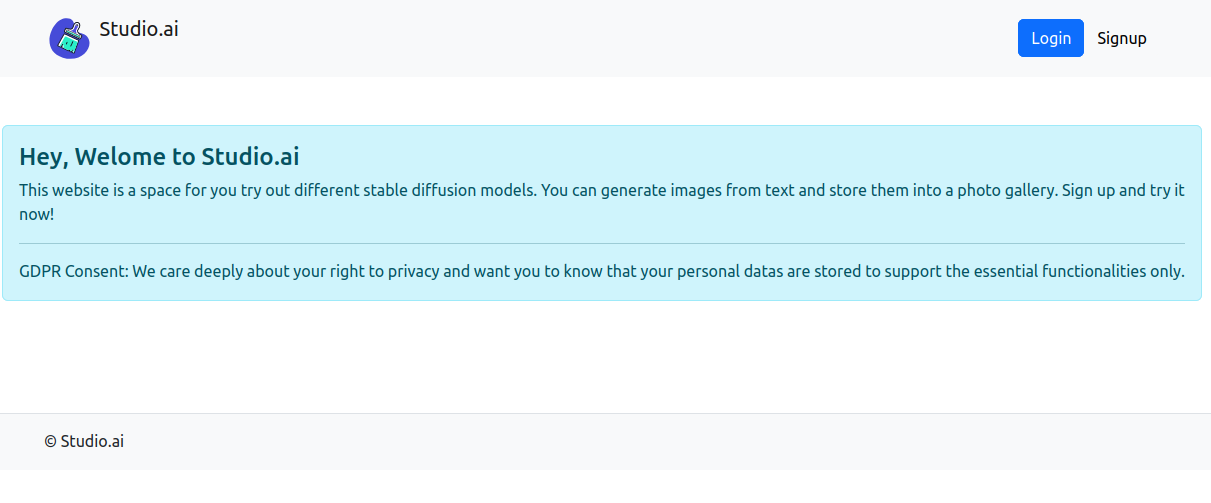 Studio.ai
Login
Signup
Hey, Welome to Studio.ai
This website is a space for you try out different stable diffusion models. You can generate images from text and store them into a photo gallery. Sign up and try it
now!
GDPR Consent: We care deeply about your right to privacy and want you to know that your personal datas are stored to support the essential functionalities only.
© Studio.ai